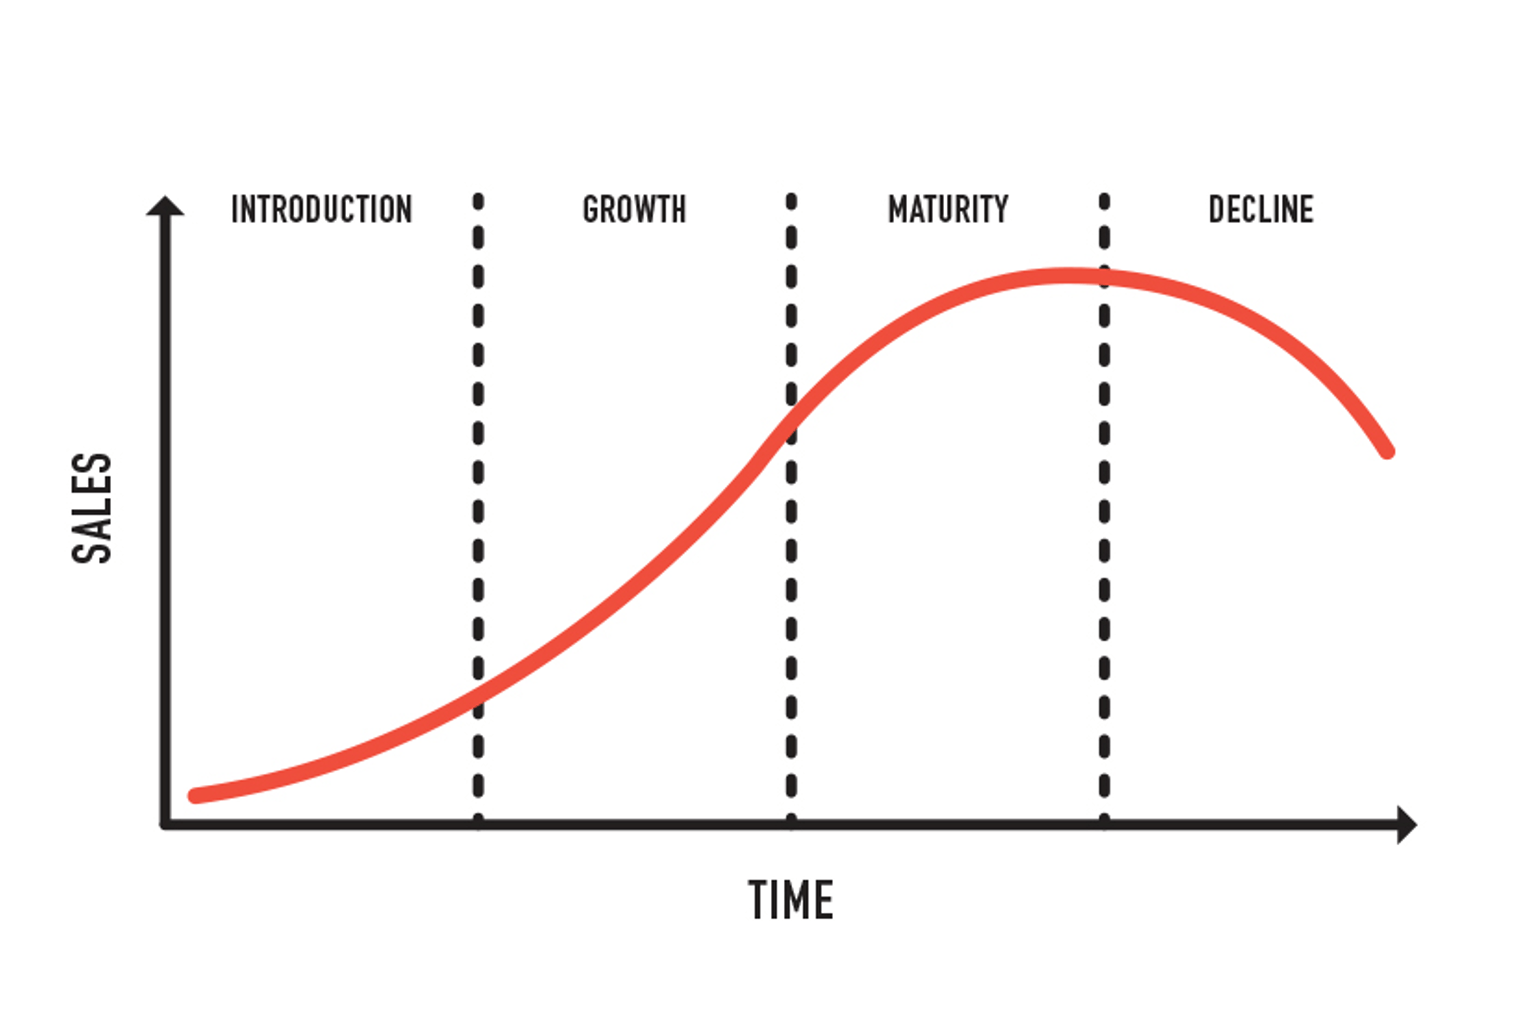 INTRODUCTION
GROWTH
MATURITY
DECLINE
SALES
TIME